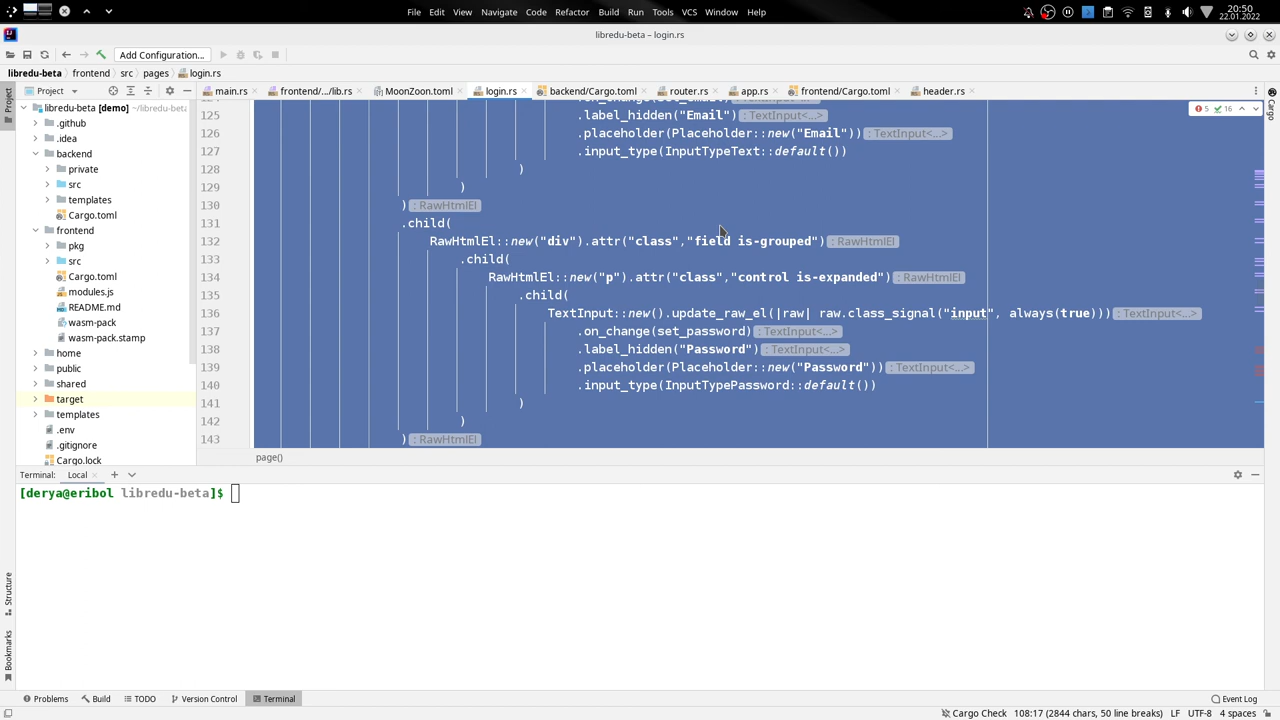 File Edit View Navigate Code Refactor Build Run Tools VCS Window Help
20:50
22.01.2022
libredu-beta – login.rs
Add Configuration...
libredu-beta frontend src pages login.rs
Project
main.rs frontend/.../lib.rs MoonZoon.toml login.rs backend/Cargo.toml router.rs app.rs frontend/Cargo.toml header.rs
Project
Cargo
libredu-beta [demo] ~/libredu-beta
.github
.idea
backend
private
src
templates
Cargo.toml
frontend
pkg
src
Cargo.toml
modules.js
README.md
wasm-pack
wasm-pack.stamp
home
public
shared
target
templates
.env
.gitignore
Cargo.lock
5 16
125 .label_hidden("Email") : TextInput<...>
126 .placeholder(Placeholder::new("Email")) : TextInput<...>
127 .input_type(InputTypeText::default())
128 )
129 )
130 ) : RawHtmlEl
131 .child(
132 RawHtmlEl::new("div").attr("class","field is-grouped") : RawHtmlEl
133 .child(
134 RawHtmlEl::new("p").attr("class","control is-expanded") : RawHtmlEl
135 .child(
136 TextInput::new().update_raw_el(|raw| raw.class_signal("input", always(true))) : TextInput<...>
137 .on_change(set_password) : TextInput<...>
138 .label_hidden("Password") : TextInput<...>
139 .placeholder(Placeholder::new("Password")) : TextInput<...>
140 .input_type(InputTypePassword::default())
141 )
142 )
143 ) : RawHtmlEl
page()
Terminal: Local
[derya@eribol libredu-beta]$
Structure
Bookmarks
Problems Build TODO Version Control Terminal Event Log
Cargo Check 108:17 (2844 chars, 50 line breaks) LF UTF-8 4 spaces